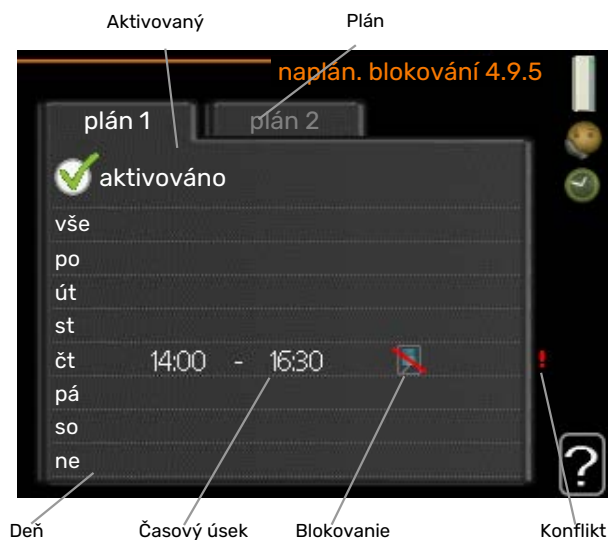 Aktivovaný Plán
naplán. blokování 4.9.5
plán 1 plán 2
aktivováno
vše
po
út
st
čt 14:00 - 16:30 !
pá
so
ne
?
Deň Časový úsek Blokovanie Konflikt